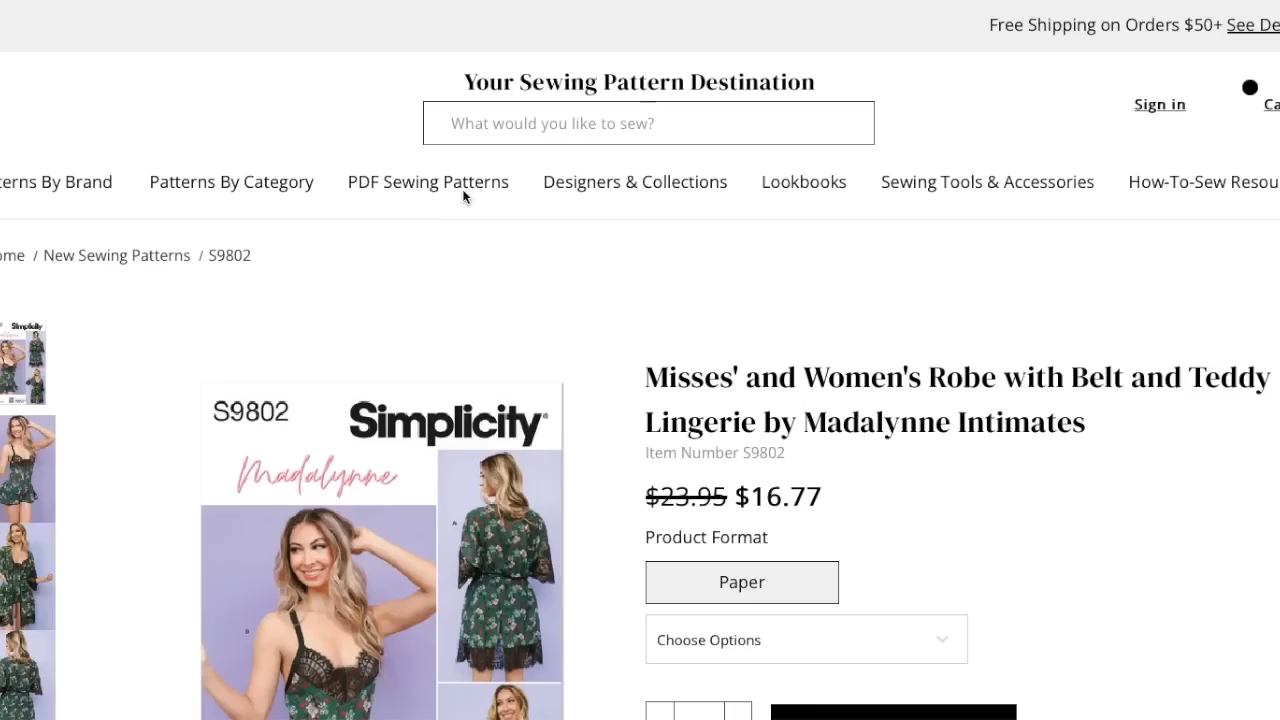 Free Shipping on Orders $50+ See De
Your Sewing Pattern Destination
What would you like to sew?
Sign in
Ca
terns By Brand
Patterns By Category
PDF Sewing Patterns
Designers & Collections
Lookbooks
Sewing Tools & Accessories
How-To-Sew Resou
ome / New Sewing Patterns / S9802
Simplicity
S9802
Simplicity
Madalynne
A
B
Misses' and Women's Robe with Belt and Teddy
Lingerie by Madalynne Intimates
Item Number S9802
$23.95 $16.77
Product Format
Paper
Choose Options